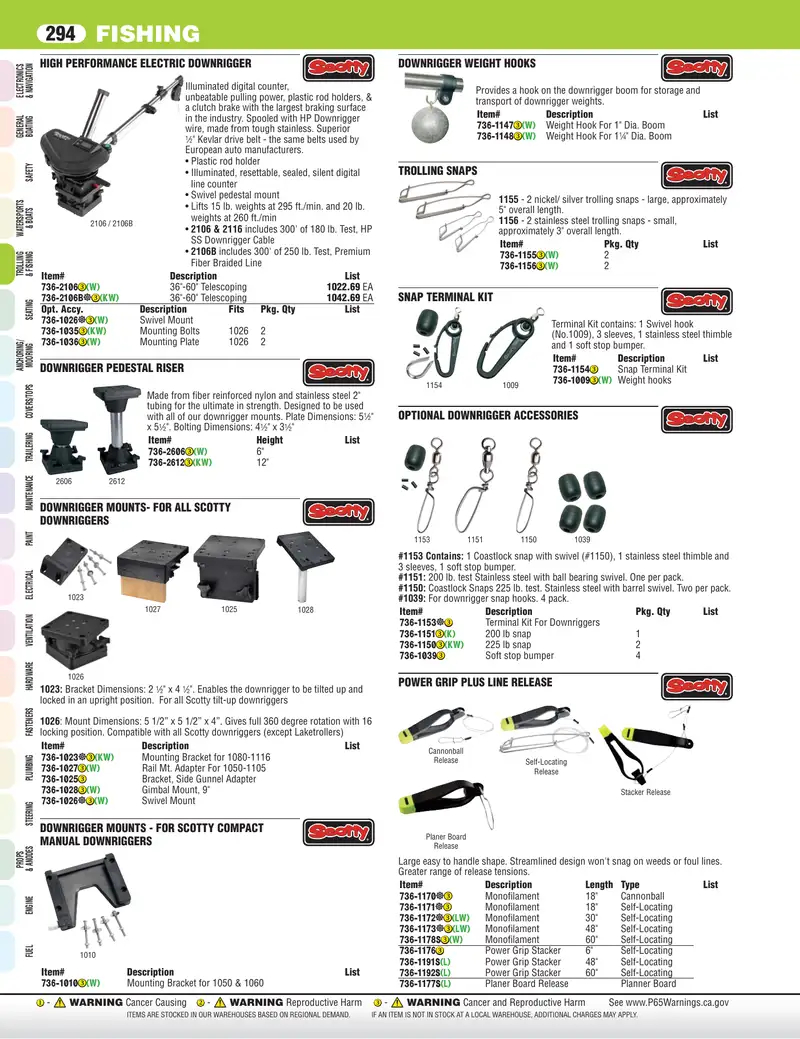 294 FISHING
ELECTRONICS
& NAVIGATION
GENERAL
BOATING
SAFETY
WATERSPORTS
& BOATS
TROLLING
& FISHING
SEATING
ANCHORING/
MOORING
COVERS/TOPS
TRAILERING
MAINTENANCE
PAINT
ELECTRICAL
VENTILATION
HARDWARE
FASTENERS
PLUMBING
STEERING
PROPS
& ANODES
ENGINE
FUEL
HIGH PERFORMANCE ELECTRIC DOWNRIGGER
Scotty
Illuminated digital counter,
unbeatable pulling power, plastic rod holders, &
a clutch brake with the largest braking surface
in the industry. Spooled with HP Downrigger
wire, made from tough stainless. Superior
½" Kevlar drive belt - the same belts used by
European auto manufacturers.
• Plastic rod holder
• Illuminated, resettable, sealed, silent digital
line counter
• Swivel pedestal mount
• Lifts 15 lb. weights at 295 ft./min. and 20 lb.
weights at 260 ft./min
• 2106 & 2116 includes 300' of 180 lb. Test, HP
SS Downrigger Cable
• 2106B includes 300' of 250 lb. Test, Premium
Fiber Braided Line
2106 / 2106B
Item# Description List
736-2106③(W) 36"-60" Telescoping 1022.69 EA
736-2106B❋③(KW) 36"-60" Telescoping 1042.69 EA
Opt. Accy. Description Fits Pkg. Qty List
736-1026❋③(W) Swivel Mount
736-1035③(KW) Mounting Bolts 1026 2
736-1036③(W) Mounting Plate 1026 2
DOWNRIGGER PEDESTAL RISER
Scotty
Made from fiber reinforced nylon and stainless steel 2"
tubing for the ultimate in strength. Designed to be used
with all of our downrigger mounts. Plate Dimensions: 5½"
x 5½". Bolting Dimensions: 4½" x 3½"
Item# Height List
736-2606③(W) 6"
736-2612③(KW) 12"
2606 2612
DOWNRIGGER MOUNTS- FOR ALL SCOTTY
DOWNRIGGERS
Scotty
1023
1027 1025 1028
1026
1023: Bracket Dimensions: 2 ½" x 4 ½". Enables the downrigger to be tilted up and
locked in an upright position. For all Scotty tilt-up downriggers
1026: Mount Dimensions: 5 1/2" x 5 1/2" x 4". Gives full 360 degree rotation with 16
locking position. Compatible with all Scotty downriggers (except Laketrollers)
Item# Description List
736-1023❋③(KW) Mounting Bracket for 1080-1116
736-1027③(W) Rail Mt. Adapter For 1050-1105
736-1025③ Bracket, Side Gunnel Adapter
736-1028③(W) Gimbal Mount, 9"
736-1026❋③(W) Swivel Mount
DOWNRIGGER MOUNTS - FOR SCOTTY COMPACT
MANUAL DOWNRIGGERS
Scotty
1010
Item# Description List
736-1010③(W) Mounting Bracket for 1050 & 1060
DOWNRIGGER WEIGHT HOOKS
Scotty
Provides a hook on the downrigger boom for storage and
transport of downrigger weights.
Item# Description List
736-1147③(W) Weight Hook For 1" Dia. Boom
736-1148③(W) Weight Hook For 1¼" Dia. Boom
TROLLING SNAPS
Scotty
1155 - 2 nickel/ silver trolling snaps - large, approximately
5" overall length.
1156 - 2 stainless steel trolling snaps - small,
approximately 3" overall length.
Item# Pkg. Qty List
736-1155③(W) 2
736-1156③(W) 2
SNAP TERMINAL KIT
Scotty
Terminal Kit contains: 1 Swivel hook
(No.1009), 3 sleeves, 1 stainless steel thimble
and 1 soft stop bumper.
Item# Description List
736-1154③ Snap Terminal Kit
736-1009③(W) Weight hooks
1154 1009
OPTIONAL DOWNRIGGER ACCESSORIES
Scotty
1153 1151 1150 1039
#1153 Contains: 1 Coastlock snap with swivel (#1150), 1 stainless steel thimble and
3 sleeves, 1 soft stop bumper.
#1151: 200 lb. test Stainless steel with ball bearing swivel. One per pack.
#1150: Coastlock Snaps 225 lb. test. Stainless steel with barrel swivel. Two per pack.
#1039: For downrigger snap hooks. 4 pack.
Item# Description Pkg. Qty List
736-1153❋③ Terminal Kit For Downriggers
736-1151③(K) 200 lb snap 1
736-1150③(KW) 225 lb snap 2
736-1039③ Soft stop bumper 4
POWER GRIP PLUS LINE RELEASE
Scotty
Cannonball
Release
Self-Locating
Release
Stacker Release
Planer Board
Release
Large easy to handle shape. Streamlined design won't snag on weeds or foul lines.
Greater range of release tensions.
Item# Description Length Type List
736-1170❋③ Monofilament 18" Cannonball
736-1171❋③ Monofilament 18" Self-Locating
736-1172❋③(LW) Monofilament 30" Self-Locating
736-1173❋③(LW) Monofilament 48" Self-Locating
736-1178S③(W) Monofilament 60" Self-Locating
736-1176③ Power Grip Stacker 6" Self-Locating
736-1191S(L) Power Grip Stacker 48" Self-Locating
736-1192S(L) Power Grip Stacker 60" Self-Locating
736-1177S(L) Planer Board Release Planner Board
① - ⚠ WARNING Cancer Causing ② - ⚠ WARNING Reproductive Harm ③ - ⚠ WARNING Cancer and Reproductive Harm See www.P65Warnings.ca.gov
ITEMS ARE STOCKED IN OUR WAREHOUSES BASED ON REGIONAL DEMAND. IF AN ITEM IS NOT IN STOCK AT A LOCAL WAREHOUSE, ADDITIONAL CHARGES MAY APPLY.